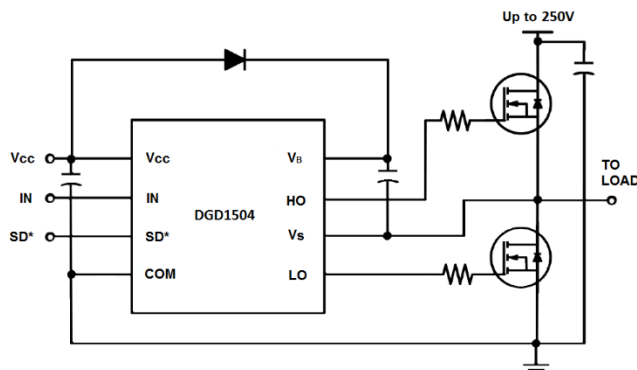 Up to 250V
Vcc
IN
SD*
Vcc
IN
SD*
COM
DGD1504
VB
HO
Vs
LO
TO
LOAD